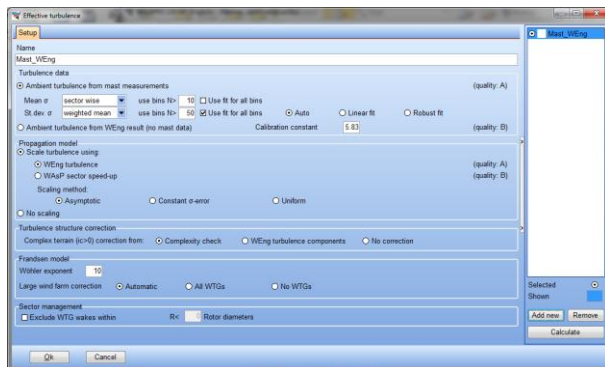 Effective turbulence
Setup
Mast_WEng
Name
Mast_WEng
Turbulence data
Ambient turbulence from mast measurements (quality: A)
Mean σ sector wise use bins N> 10 Use fit for all bins
St.dev. σ weighted mean use bins N> 50 Use fit for all bins Auto Linear fit Robust fit
Ambient turbulence from WEng result (no mast data) Calibration constant 5.83 (quality: B)
Propagation model
Scale turbulence using:
WEng turbulence (quality: A)
WAsP sector speed-up (quality: B)
Scaling method:
Asymptotic Constant σ-error Uniform
No scaling
Turbulence structure correction
Complex terrain (ic>0) correction from: Complexity check WEng turbulence components No correction
Frandsen model
Wöhler exponent 10
Large wind farm correction Automatic All WTGs No WTGs
Sector management
Exclude WTG wakes within R< 0 Rotor diameters
Selected
Shown
Add new Remove
Calculate
Ok Cancel